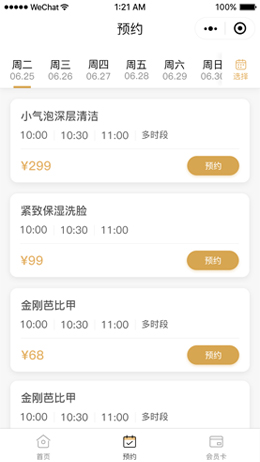 WeChat 1:21 AM 100%
预约
周二 周三 周四 周五 周六 周日
06.25 06.26 06.27 06.28 06.29 06.30 选择
小气泡深层清洁
10:00 10:30 11:00 多时段
¥299 预约
紧致保湿洗脸
10:00 10:30 11:00
¥99 预约
金刚芭比甲
10:00 10:30 11:00 多时段
¥68 预约
金刚芭比甲
10:00 10:30 11:00 多时段
首页 预约 会员卡